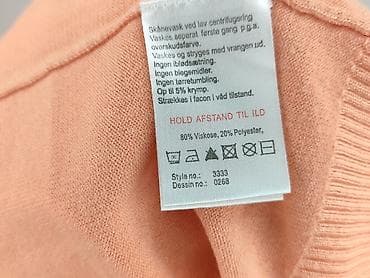 Skånevask ved lav centrifugering
Vaskes separat første gang p.g.a.
overskudsfarve.
Vaskes og stryges med vrangen ud.
Ingen iblødsætning.
Ingen blegemidler.
Ingen tørretumbling.
Op til 5% krymp.
Strækkes i facon i våd tilstand.
HOLD AFSTAND TIL ILD
80% Viskose, 20% Polyester,
Style no.: 3333
Dessin no.: 0268